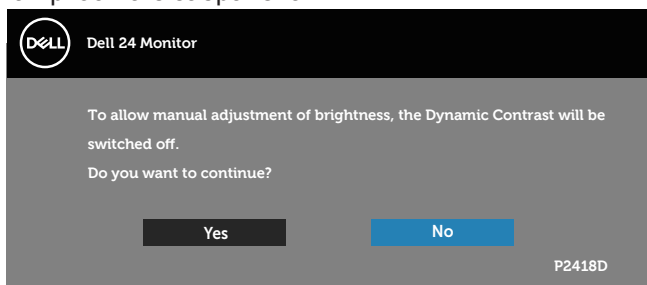 DELL
Dell 24 Monitor
To allow manual adjustment of brightness, the Dynamic Contrast will be
switched off.
Do you want to continue?
Yes
No
P2418D